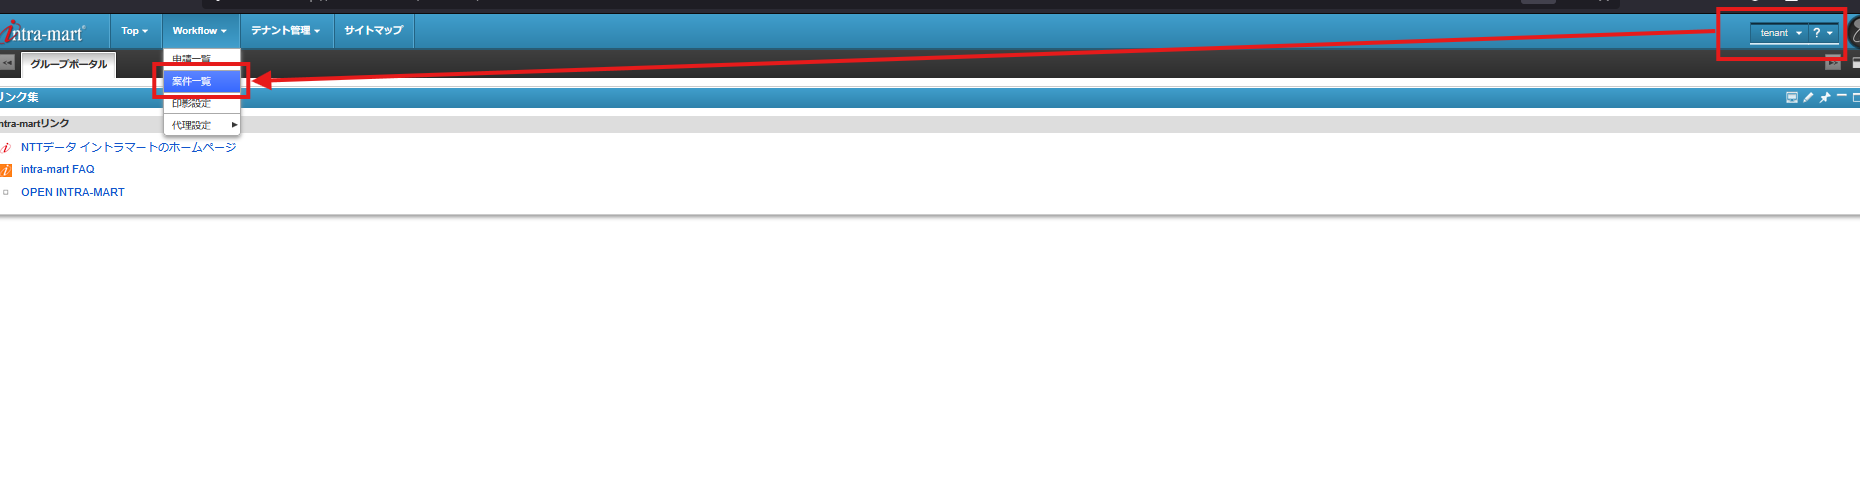 intra-mart
Top
Workflow
テナント管理
サイトマップ
tenant
?
グループポータル
申請一覧
案件一覧
印影設定
代理設定
リンク集
intra-martリンク
NTTデータ イントラマートのホームページ
intra-mart FAQ
OPEN INTRA-MART